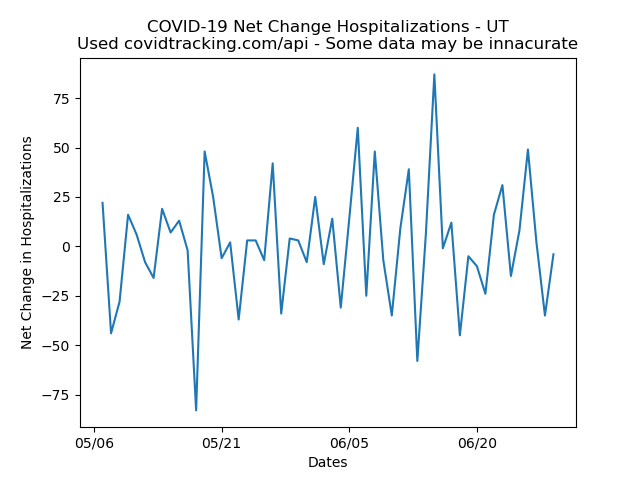 COVID-19 Net Change Hospitalizations - UT
Used covidtracking.com/api - Some data may be innacurate
Net Change in Hospitalizations
75
50
25
0
−25
−50
−75
05/06
05/21
06/05
06/20
Dates